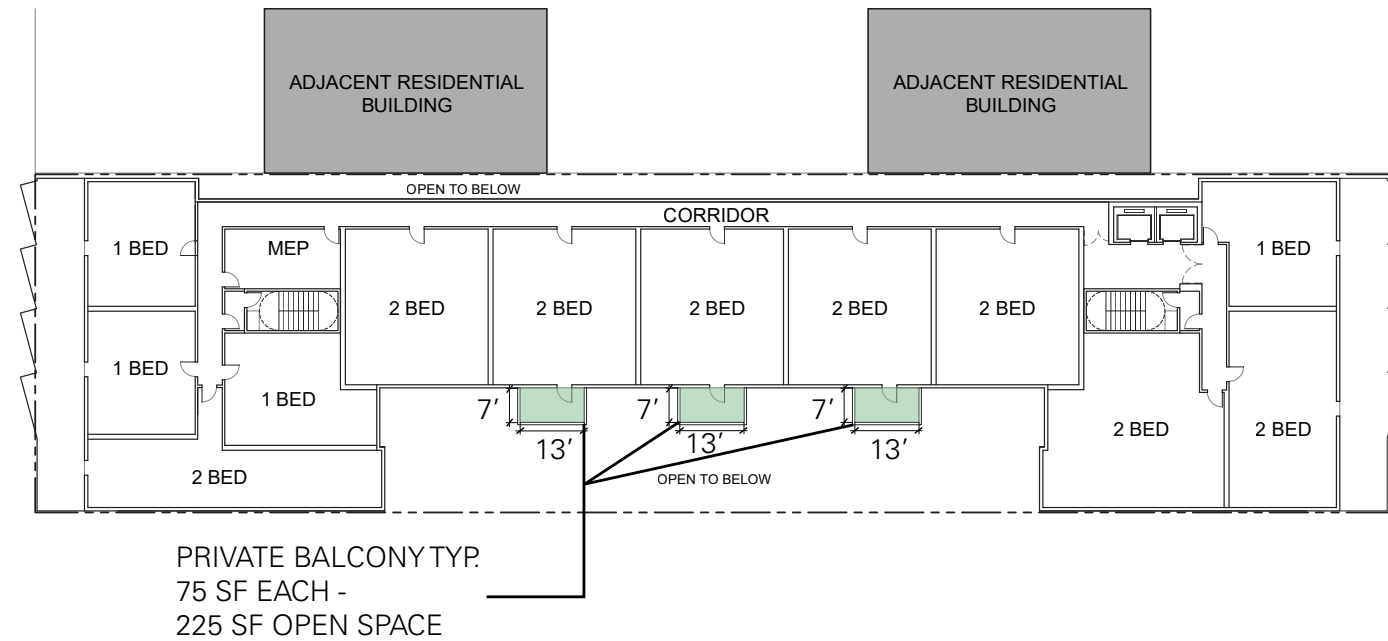 ADJACENT RESIDENTIAL
BUILDING
ADJACENT RESIDENTIAL
BUILDING
OPEN TO BELOW
CORRIDOR
1 BED
MEP
1 BED
2 BED
2 BED
2 BED
2 BED
2 BED
1 BED
1 BED
7’
7’
7’
13’
13’
13’
2 BED
2 BED
2 BED
OPEN TO BELOW
PRIVATE BALCONY TYP.
75 SF EACH -
225 SF OPEN SPACE